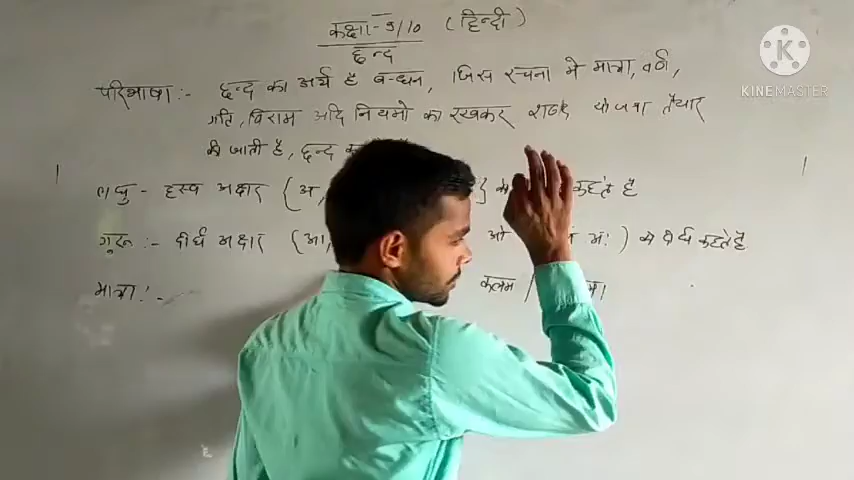 कक्षा - 9/10 (हिन्दी)
छन्द
परिभाषा :- छन्द का अर्थ है बन्धन, जिस रचना मे मात्रा, वर्ण,
गति, विराम आदि नियमो का रखकर शब्द योजना तैयार
की जाती है, छन्द
लघु - ह्रस्व अक्षर {अ, } कहते है
गुरू :- दीर्घ अक्षर (आ, ओ अं: ) को दीर्घ कहते है
मात्रा :- कलम |
KINEMASTER